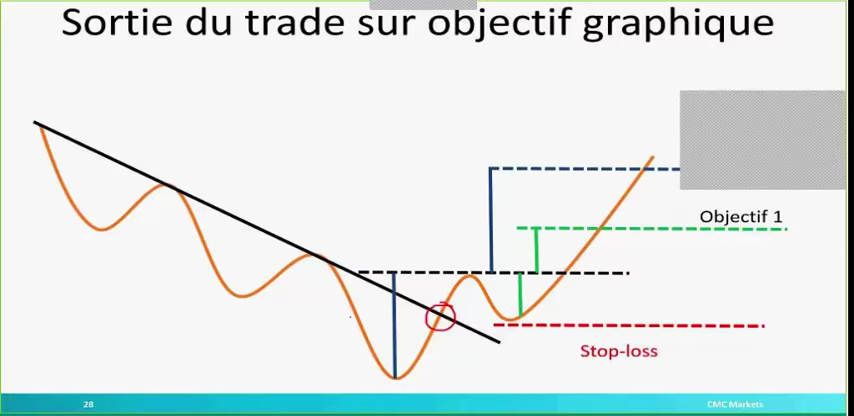 Sortie du trade sur objectif graphique
Objectif 1
Stop-loss
28
CMC Markets